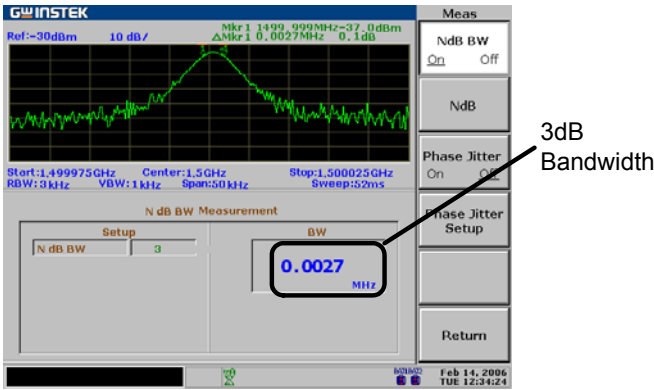 GWINSTEK
Meas
Ref:-30dBm 10 dB/ Mkr1 1499.999MHz-37.0dBm
ΔMkr1 0.0027MHz 0.1dB
NdB BW
On Off
NdB
Phase Jitter
On Off
Phase Jitter
Setup
Return
Start:1.499975GHz Center:1.5GHz Stop:1.500025GHz
RBW:3kHz VBW:1kHz Span:50kHz Sweep:52ms
N dB BW Measurement
Setup
N dB BW 3
BW
0.0027
MHz
3dB
Bandwidth
Feb 14, 2006
TUE 12:34:24